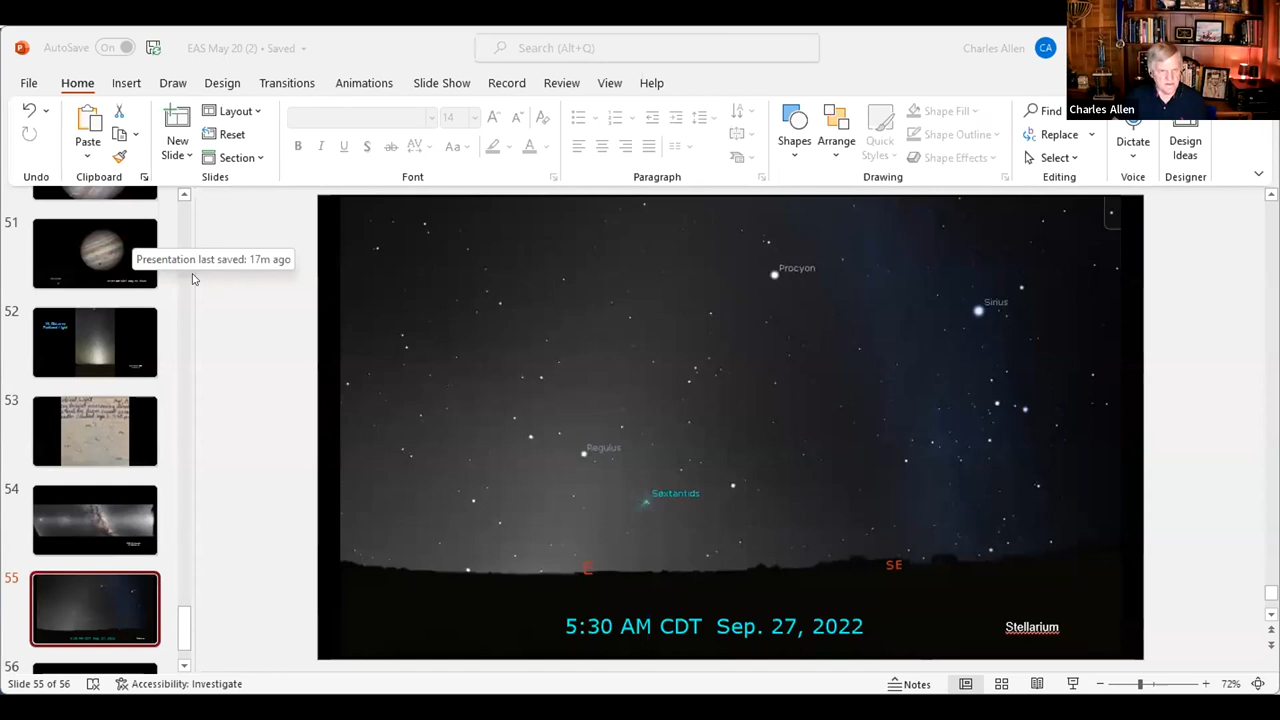 AutoSave On EAS May 20 (2) • Saved Search (Alt+Q) Charles Allen CA
Charles Allen
File Home Insert Draw Design Transitions Animations Slide Show Record Review View Help
Paste New Slide Layout Reset Section
14
B I U S ab AV Aa A
Shapes Arrange Quick Styles Shape Fill Shape Outline Shape Effects
Find Replace Select Dictate Design Ideas
Undo Clipboard Slides Font Paragraph Drawing Editing Voice Designer
51
Presentation last saved: 17m ago
52
53
54
55
56
Procyon
Sirius
Regulus
Sextantids
E
SE
5:30 AM CDT Sep. 27, 2022
Stellarium
Slide 55 of 56 Accessibility: Investigate Notes 72%